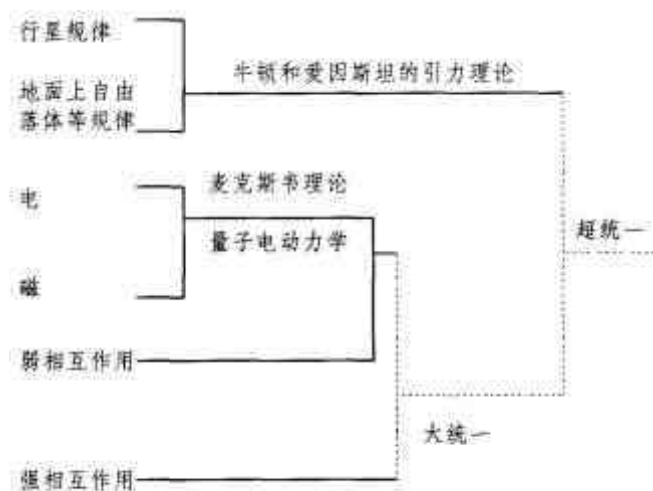 行星规律
牛顿和爱因斯坦的引力理论
地面上自由
落体等规律
电
麦克斯韦理论
量子电动力学
超统一
磁
弱相互作用
大统一
强相互作用